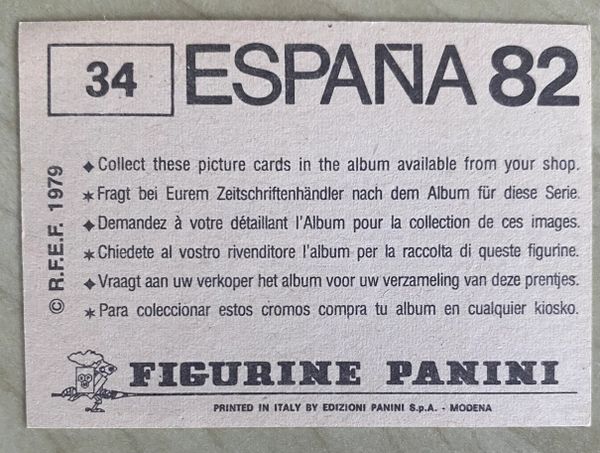 34 ESPAÑA 82
© R.F.E.F. 1979
✦ Collect these picture cards in the album available from your shop.
✶ Fragt bei Eurem Zeitschriftenhändler nach dem Album für diese Serie.
✦ Demandez à votre détaillant l'Album pour la collection de ces images.
✶ Chiedete al vostro rivenditore l'album per la raccolta di queste figurine.
✦ Vraagt aan uw verkoper het album voor uw verzameling van deze prentjes.
✶ Para coleccionar estos cromos compra tu album en cualquier kiosko.
FIGURINE PANINI
PRINTED IN ITALY BY EDIZIONI PANINI S.p.A. - MODENA